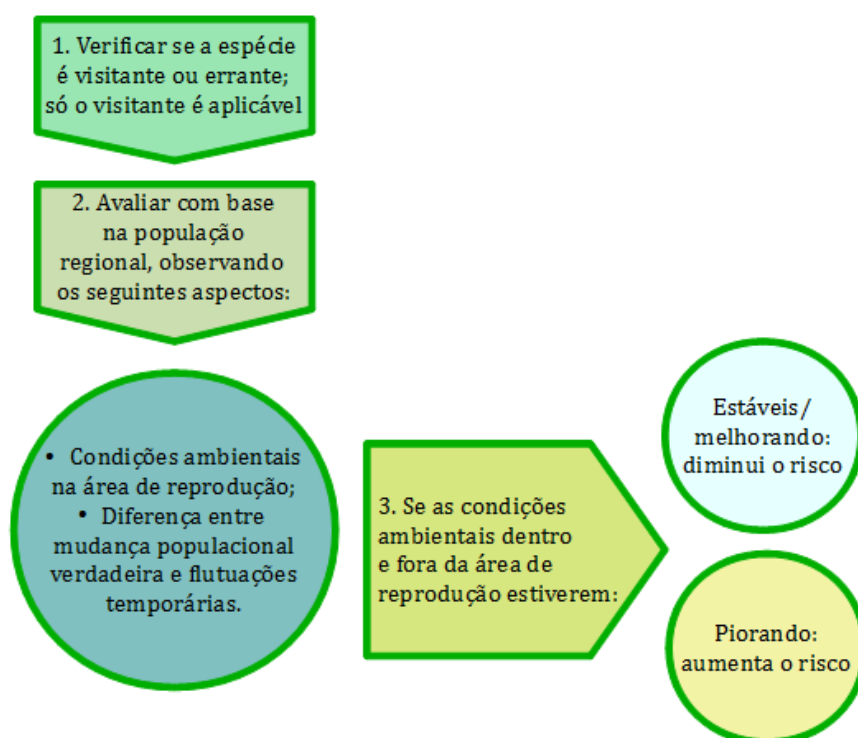 1. Verificar se a espécie
é visitante ou errante;
só o visitante é aplicável
2. Avaliar com base
na população
regional, observando
os seguintes aspectos:
• Condições ambientais
na área de reprodução;
• Diferença entre
mudança populacional
verdadeira e flutuações
temporárias.
3. Se as condições
ambientais dentro
e fora da área de
reprodução estiverem:
Estáveis/
melhorando:
diminui o risco
Piorando:
aumenta o risco